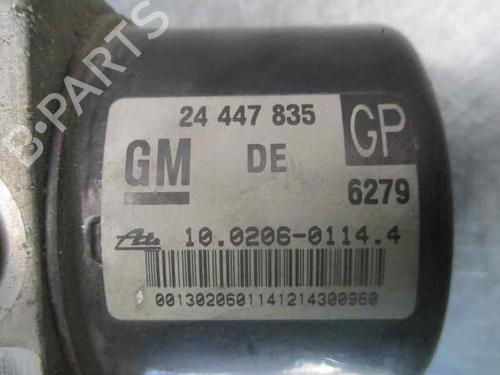 24 447 835
GP
GM
DE
6279
Ate
10.0206-0114.4
0013020601141214300960
B-PARTS